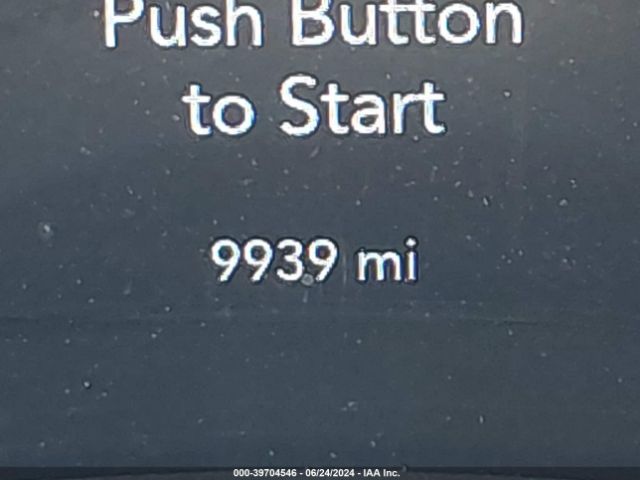 Push Button
to Start
9939 mi
000-39704546 - 06/24/2024 - IAA Inc.